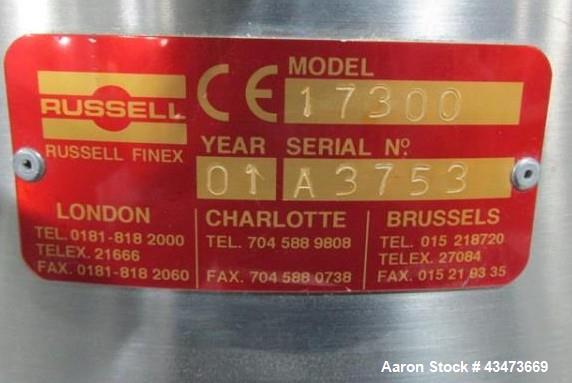 RUSSELL
RUSSELL FINEX
CE
MODEL
17300
YEAR SERIAL Nº
01 A3753
LONDON
TEL. 0181-818 2000
TELEX. 21666
FAX. 0181-818 2060
CHARLOTTE
TEL. 704 588 9808
FAX. 704 588 0738
BRUSSELS
TEL. 015 218720
TELEX. 27084
FAX. 015 21 93 35
Aaron Stock # 43473669